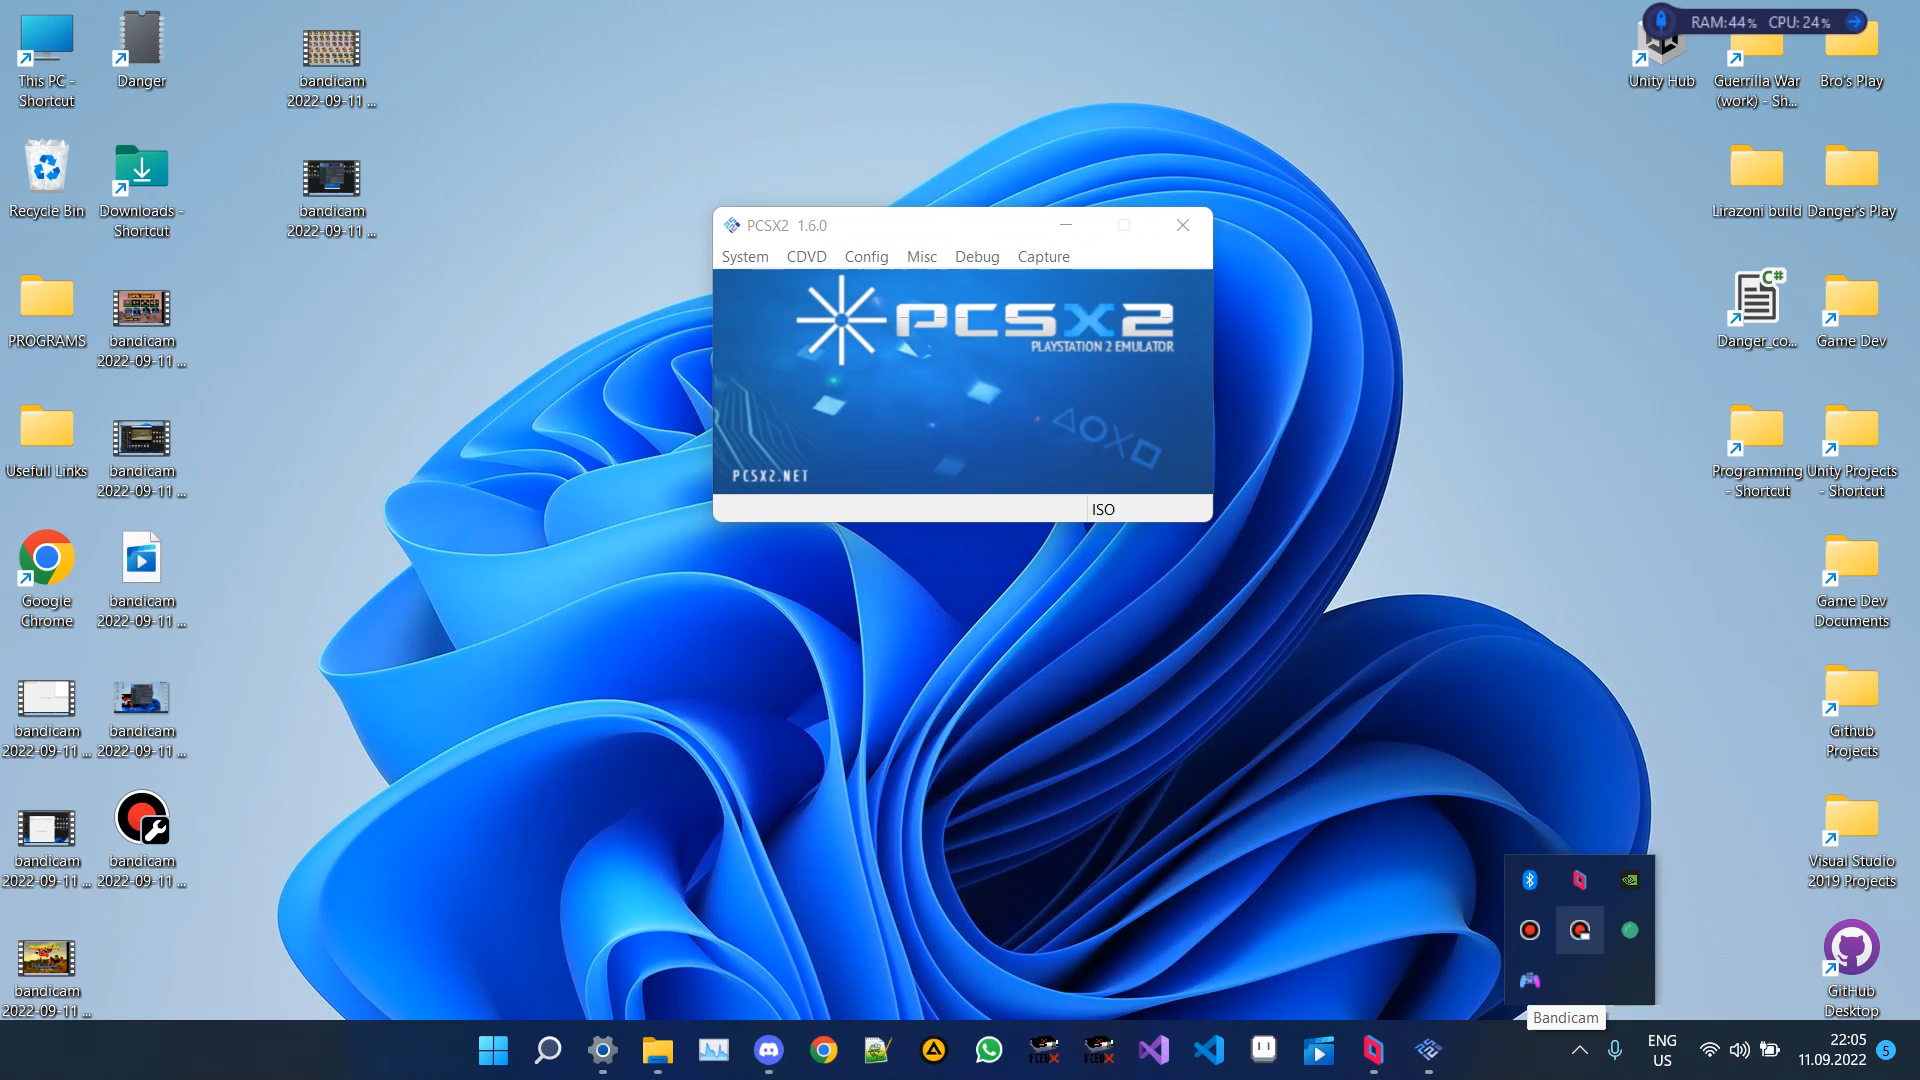 RAM:44% CPU:24%
This PC -
Shortcut
Danger
bandicam
2022-09-11 ...
Unity Hub
Guerrilla War
(work) - Sh...
Bro's Play
Recycle Bin
Downloads -
Shortcut
bandicam
2022-09-11 ...
Lirazoni build
Danger's Play
PCSX2 1.6.0
System CDVD Config Misc Debug Capture
PCSX2
PLAYSTATION 2 EMULATOR
PCSX2.NET
ISO
PROGRAMS
bandicam
2022-09-11 ...
C#
Danger_co...
Game Dev
Usefull Links
bandicam
2022-09-11 ...
Programming
- Shortcut
Unity Projects
- Shortcut
Google
Chrome
bandicam
2022-09-11 ...
Game Dev
Documents
bandicam
2022-09-11 ...
bandicam
2022-09-11 ...
Github
Projects
bandicam
2022-09-11 ...
bandicam
2022-09-11 ...
Visual Studio
2019 Projects
bandicam
2022-09-11 ...
GitHub
Desktop
Bandicam
ENG
US
22:05
11.09.2022
5